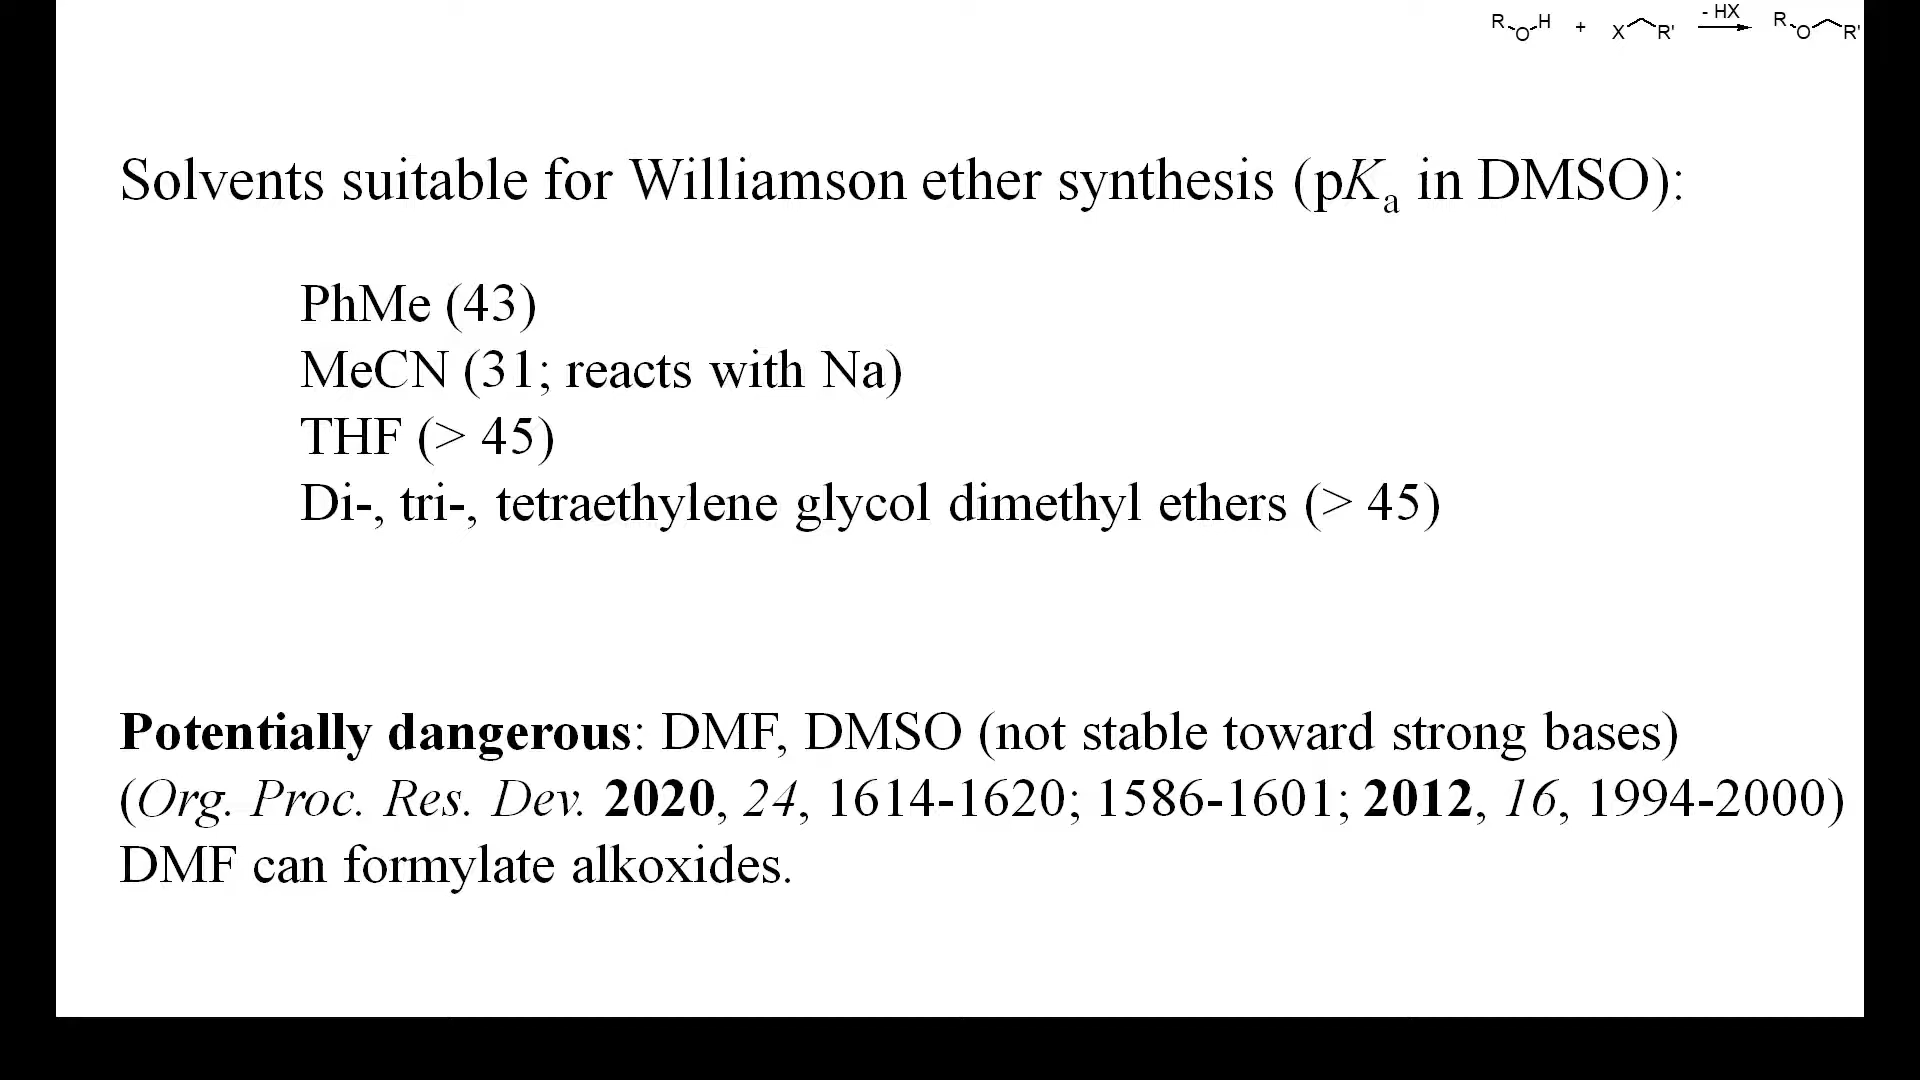 R-O-H + X R' - HX R-O R'
Solvents suitable for Williamson ether synthesis (pKa in DMSO):
PhMe (43)
MeCN (31; reacts with Na)
THF (> 45)
Di-, tri-, tetraethylene glycol dimethyl ethers (> 45)
Potentially dangerous: DMF, DMSO (not stable toward strong bases)
(Org. Proc. Res. Dev. 2020, 24, 1614-1620; 1586-1601; 2012, 16, 1994-2000)
DMF can formylate alkoxides.